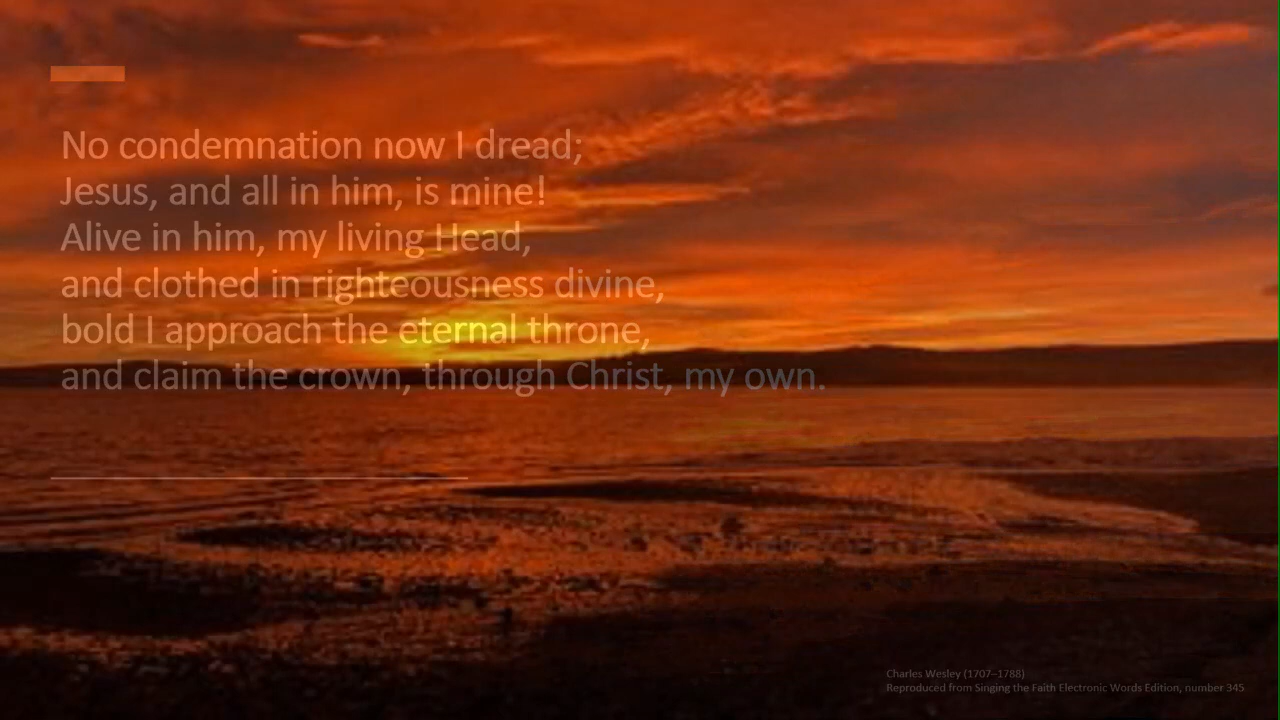 No condemnation now I dread;
Jesus, and all in him, is mine!
Alive in him, my living Head,
and clothed in righteousness divine,
bold I approach the eternal throne,
and claim the crown, through Christ, my own.
Charles Wesley (1707–1788)
Reproduced from Singing the Faith Electronic Words Edition, number 345